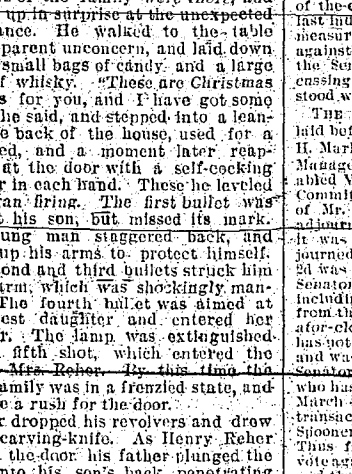 up in surprise at the unexpected
ance. He walked to the table
parent unconcern, and laid down
small bags of candy and a large
f whisky. "These are Christmas
s for you, and I have got some
he said, and stepped into a lean-
e back of the house, used for a
ed, and a moment later reap-
at the door with a self-cocking
r in each hand. These he leveled
an firing. The first bullet was
t his son, but missed its mark.
ung man staggered back, and
up his arms to protect himself.
ond and third bullets struck him
arm, which was shockingly man-
The fourth bullet was aimed at
est daughter and entered her
r. The lamp was extinguished
fifth shot, which entered the
Mrs. Reher. By this time the
amily was in a frenzied state, and
e a rush for the door.
r dropped his revolvers and drew
carving-knife. As Henry Reher
the door his father plunged the
nto his son's back, penetrating
of the
last
measur
against
the Se
cussing
stood w
THE
laid bef
H. Mar
Manage
abled V
Commit
of Mr.
adjourn
It was
journed
2d was
Senator
includi
from th
afor-cle
has not
and wa
Senator
who ha
March
transac
Spooner
Thus f
vote ag